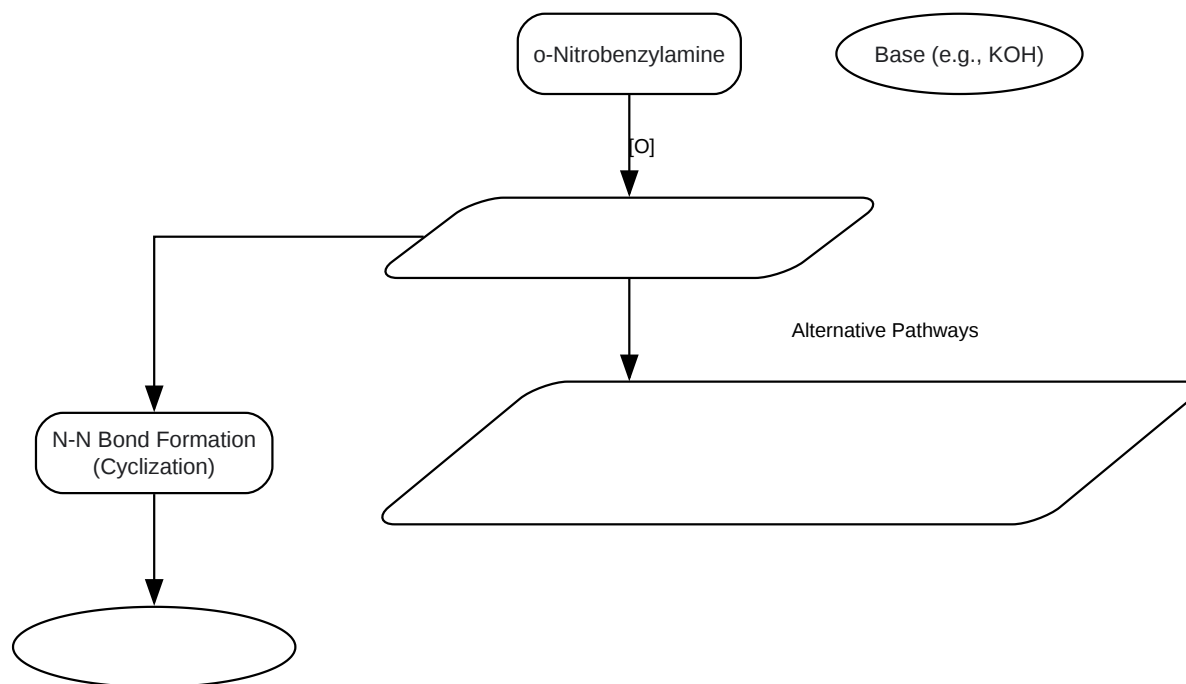 o-Nitrobenzylamine
Base (e.g., KOH)
[O]
Alternative Pathways
N-N Bond Formation
(Cyclization)